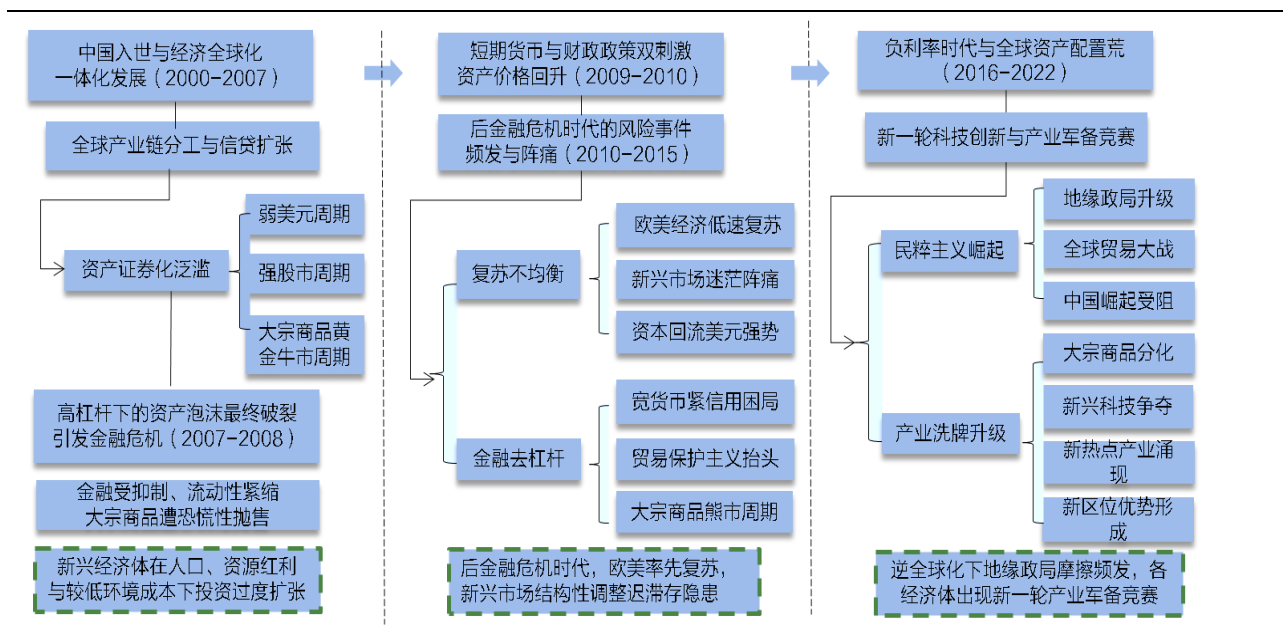 中国入世与经济全球化
一体化发展（2000-2007）
全球产业链分工与信贷扩张
资产证券化泛滥
弱美元周期
强股市周期
大宗商品黄
金牛市周期
高杠杆下的资产泡沫最终破裂
引发金融危机（2007-2008）
金融受抑制、流动性紧缩
大宗商品遭恐慌性抛售
新兴经济体在人口、资源红利
与较低环境成本下投资过度扩张
短期货币与财政政策双刺激
资产价格回升（2009-2010）
后金融危机时代的风险事件
频发与阵痛（2010-2015）
复苏不均衡
欧美经济低速复苏
新兴市场迷茫阵痛
资本回流美元强势
金融去杠杆
宽货币紧信用困局
贸易保护主义抬头
大宗商品熊市周期
后金融危机时代，欧美率先复苏，
新兴市场结构性调整迟滞存隐患
负利率时代与全球资产配置荒
（2016-2022）
新一轮科技创新与产业军备竞赛
民粹主义崛起
地缘政局升级
全球贸易大战
中国崛起受阻
产业洗牌升级
大宗商品分化
新兴科技争夺
新热点产业涌
现
新区位优势形
成
逆全球化下地缘政局摩擦频发，各
经济体出现新一轮产业军备竞赛